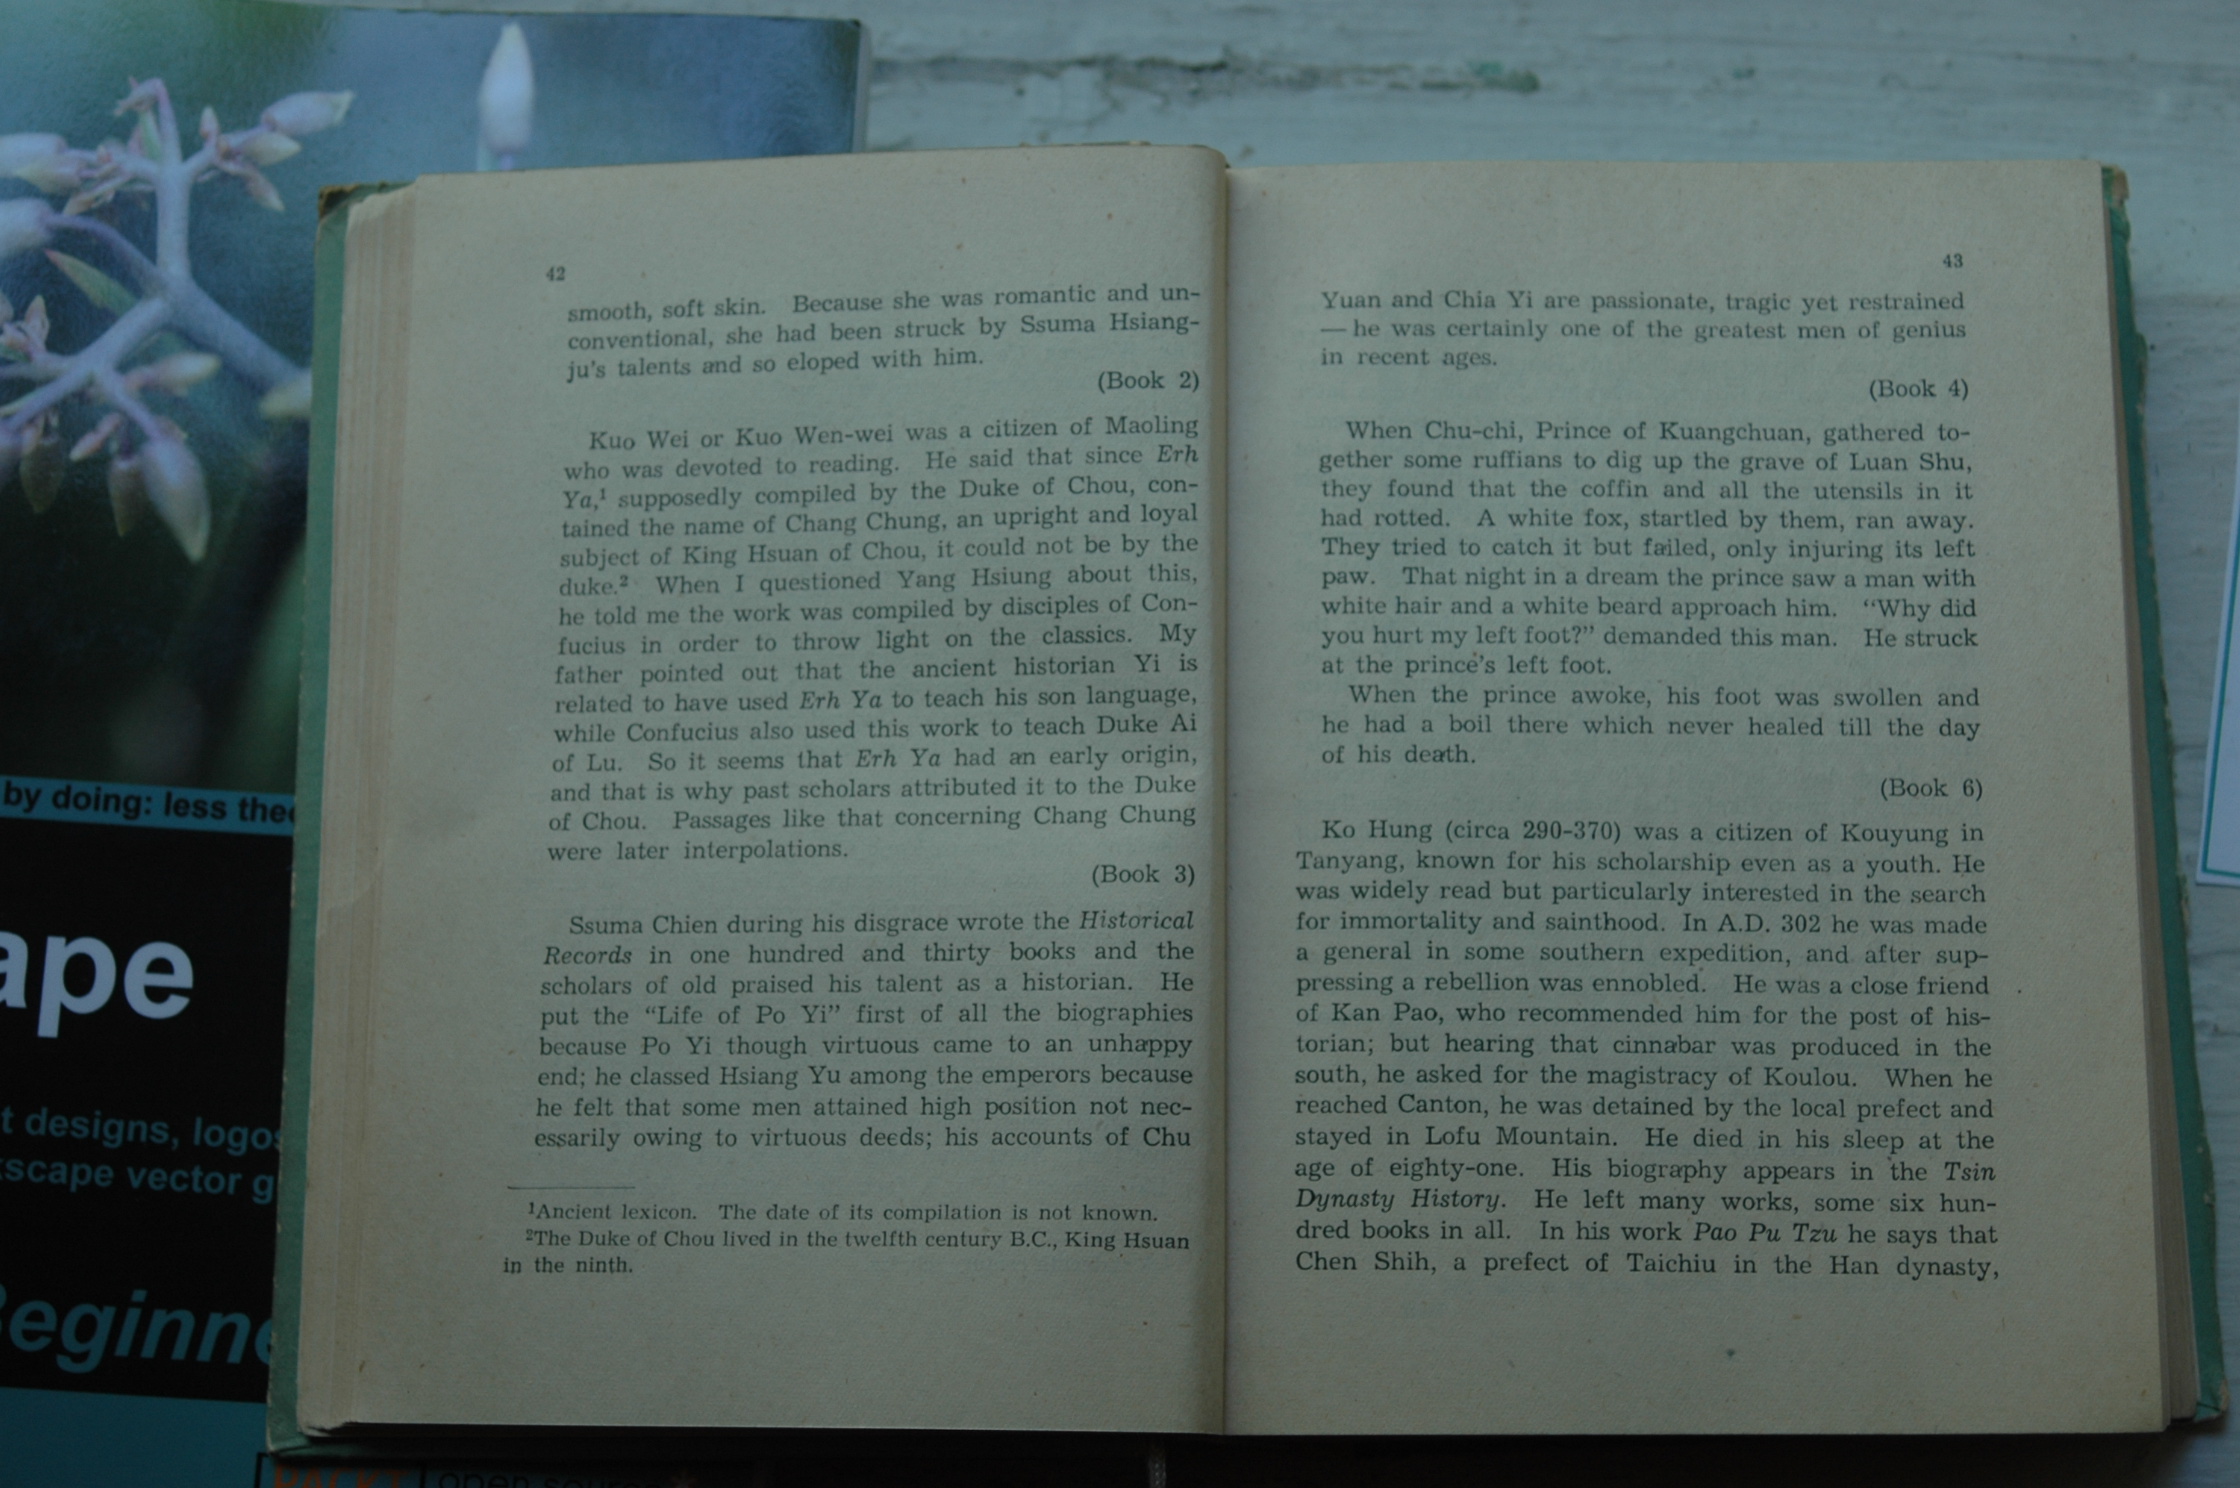 42
smooth, soft skin. Because she was romantic and un-
conventional, she had been struck by Ssuma Hsiang-
ju's talents and so eloped with him.
(Book 2)
Kuo Wei or Kuo Wen-wei was a citizen of Maoling
who was devoted to reading. He said that since Erh
Ya,¹ supposedly compiled by the Duke of Chou, con-
tained the name of Chang Chung, an upright and loyal
subject of King Hsuan of Chou, it could not be by the
duke.² When I questioned Yang Hsiung about this,
he told me the work was compiled by disciples of Con-
fucius in order to throw light on the classics. My
father pointed out that the ancient historian Yi is
related to have used Erh Ya to teach his son language,
while Confucius also used this work to teach Duke Ai
of Lu. So it seems that Erh Ya had an early origin,
and that is why past scholars attributed it to the Duke
of Chou. Passages like that concerning Chang Chung
were later interpolations.
(Book 3)
Ssuma Chien during his disgrace wrote the Historical
Records in one hundred and thirty books and the
scholars of old praised his talent as a historian. He
put the “Life of Po Yi” first of all the biographies
because Po Yi though virtuous came to an unhappy
end; he classed Hsiang Yu among the emperors because
he felt that some men attained high position not nec-
essarily owing to virtuous deeds; his accounts of Chu
¹Ancient lexicon. The date of its compilation is not known.
²The Duke of Chou lived in the twelfth century B.C., King Hsuan
in the ninth.
43
Yuan and Chia Yi are passionate, tragic yet restrained
— he was certainly one of the greatest men of genius
in recent ages.
(Book 4)
When Chu-chi, Prince of Kuangchuan, gathered to-
gether some ruffians to dig up the grave of Luan Shu,
they found that the coffin and all the utensils in it
had rotted. A white fox, startled by them, ran away.
They tried to catch it but failed, only injuring its left
paw. That night in a dream the prince saw a man with
white hair and a white beard approach him. “Why did
you hurt my left foot?” demanded this man. He struck
at the prince's left foot.
When the prince awoke, his foot was swollen and
he had a boil there which never healed till the day
of his death.
(Book 6)
Ko Hung (circa 290-370) was a citizen of Kouyung in
Tanyang, known for his scholarship even as a youth. He
was widely read but particularly interested in the search
for immortality and sainthood. In A.D. 302 he was made
a general in some southern expedition, and after sup-
pressing a rebellion was ennobled. He was a close friend
of Kan Pao, who recommended him for the post of his-
torian; but hearing that cinnabar was produced in the
south, he asked for the magistracy of Koulou. When he
reached Canton, he was detained by the local prefect and
stayed in Lofu Mountain. He died in his sleep at the
age of eighty-one. His biography appears in the Tsin
Dynasty History. He left many works, some six hun-
dred books in all. In his work Pao Pu Tzu he says that
Chen Shih, a prefect of Taichiu in the Han dynasty,
by doing: less theo
ape
t designs, logos
kscape vector g
Beginne
PACKT open source